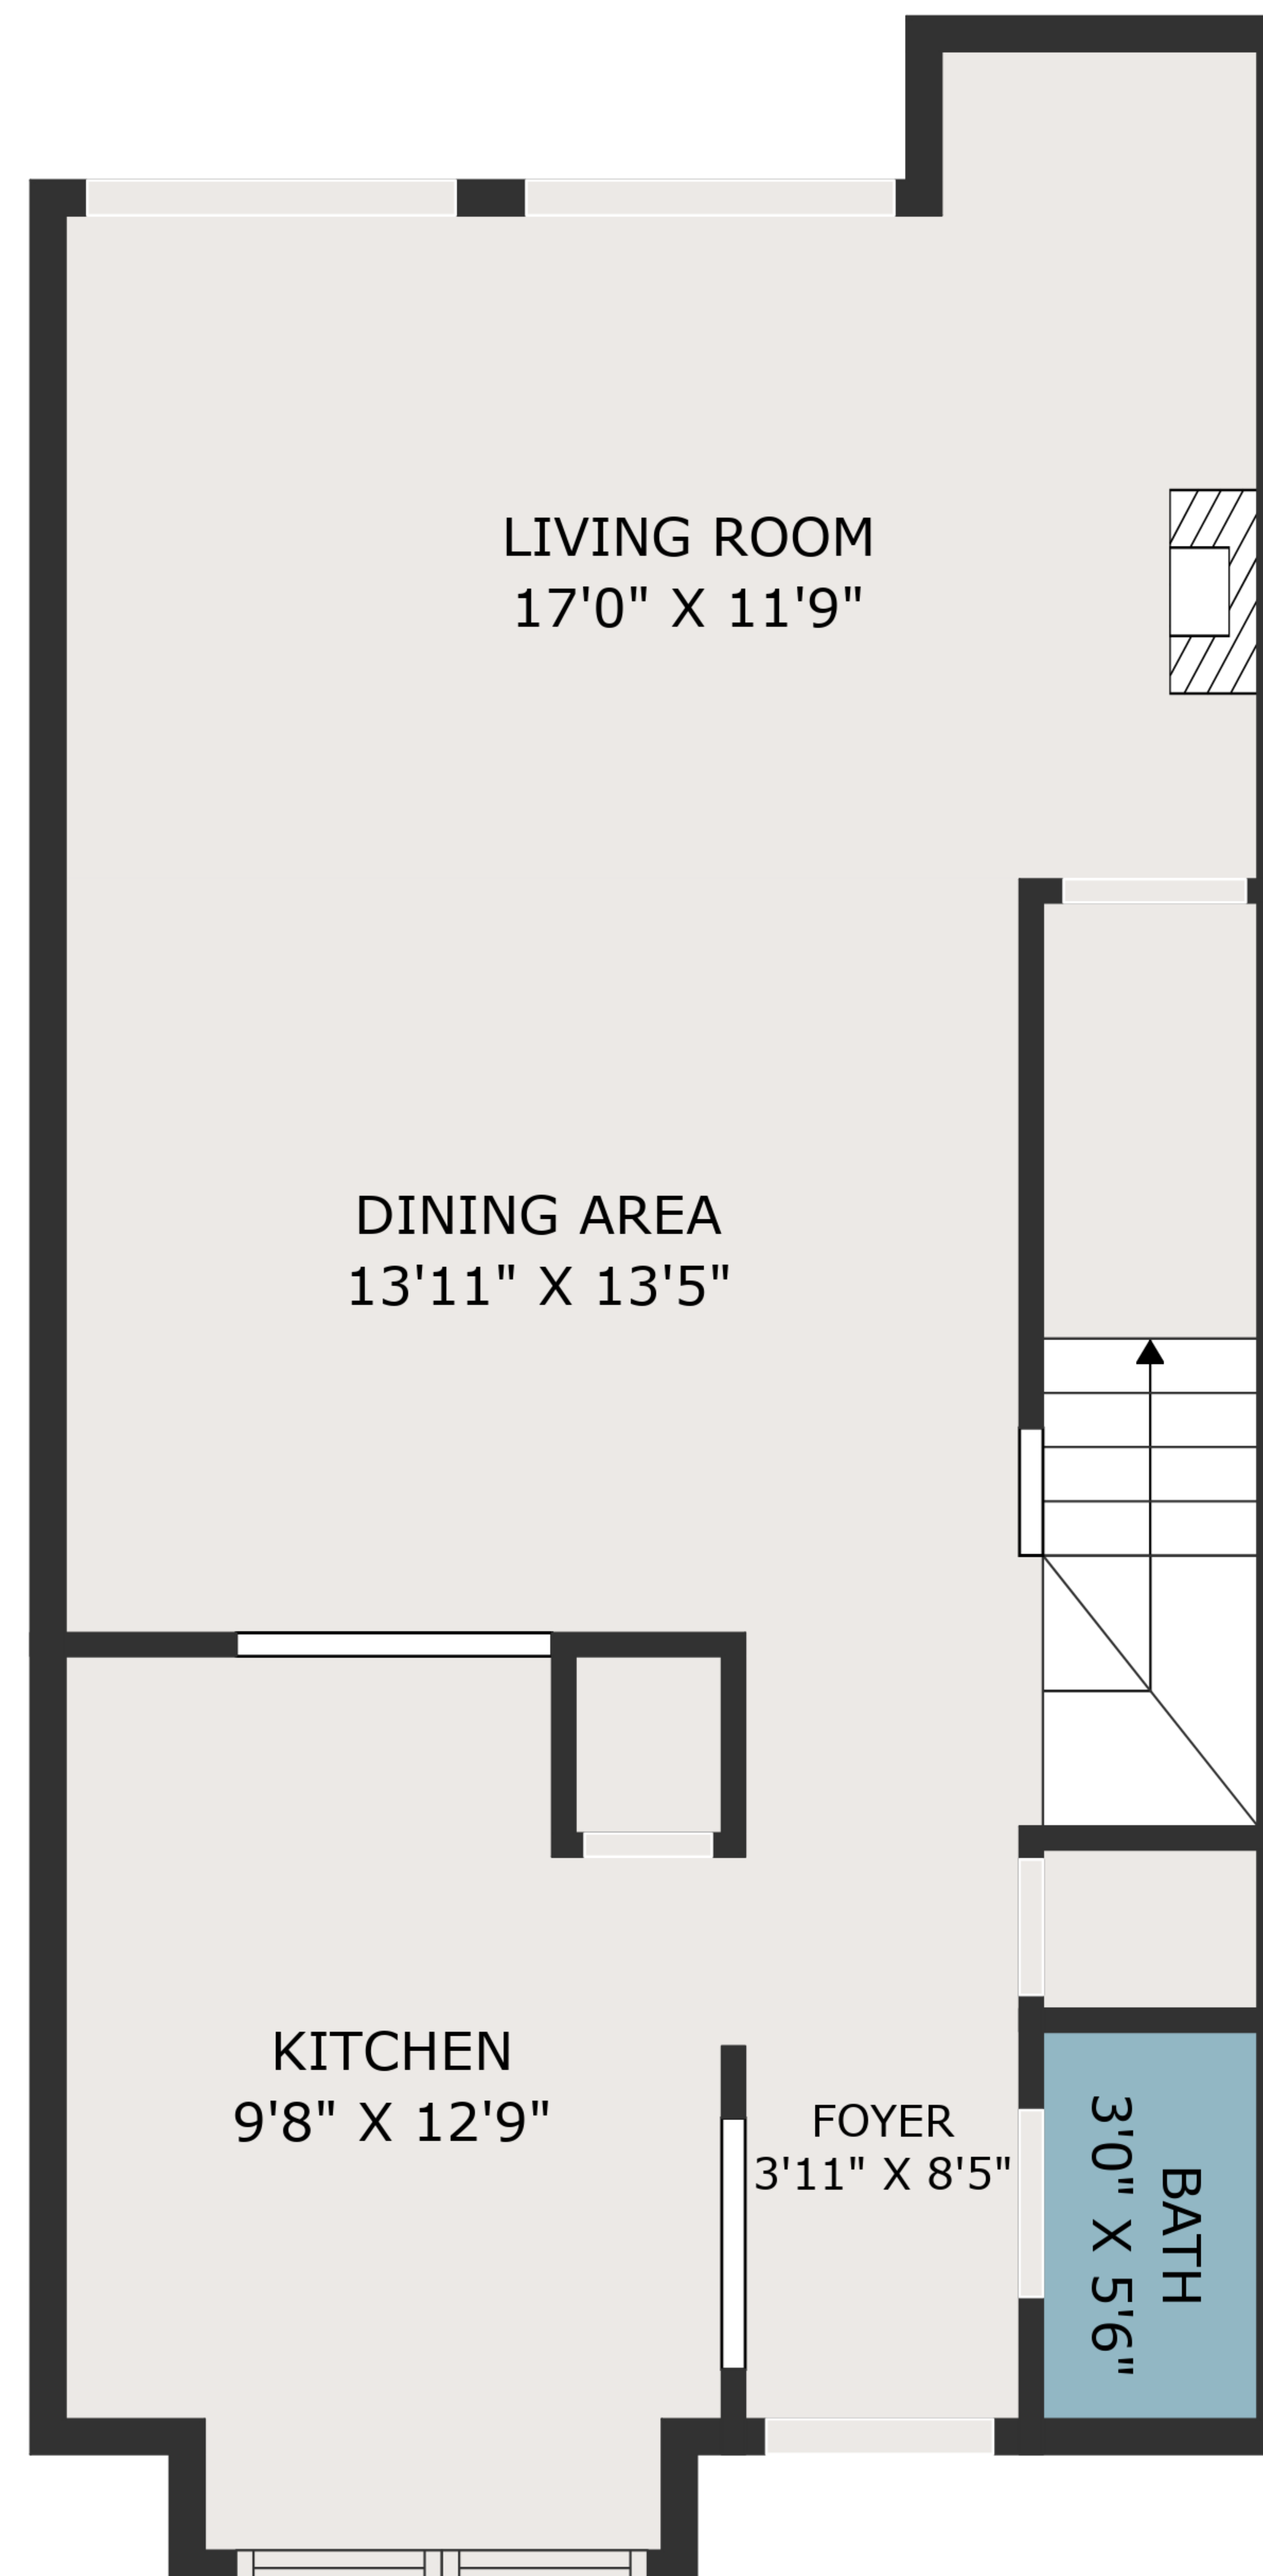 LIVING ROOM
17'0" X 11'9"
DINING AREA
13'11" X 13'5"
KITCHEN
9'8" X 12'9"
FOYER
3'11" X 8'5"
BATH
3'0" X 5'6"